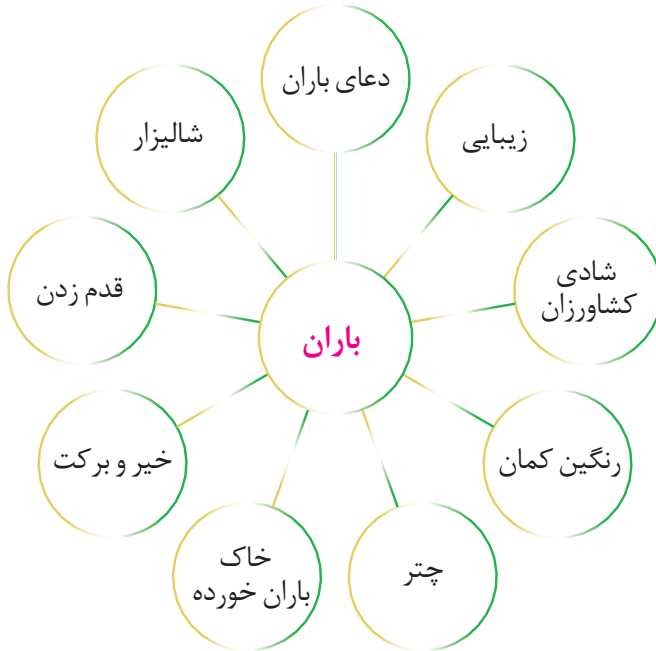 دعای باران
زیبایی
شالیزار
شادی
کشاورزان
قدم زدن
باران
رنگین کمان
خیر و برکت
خاک
باران خورده
چتر